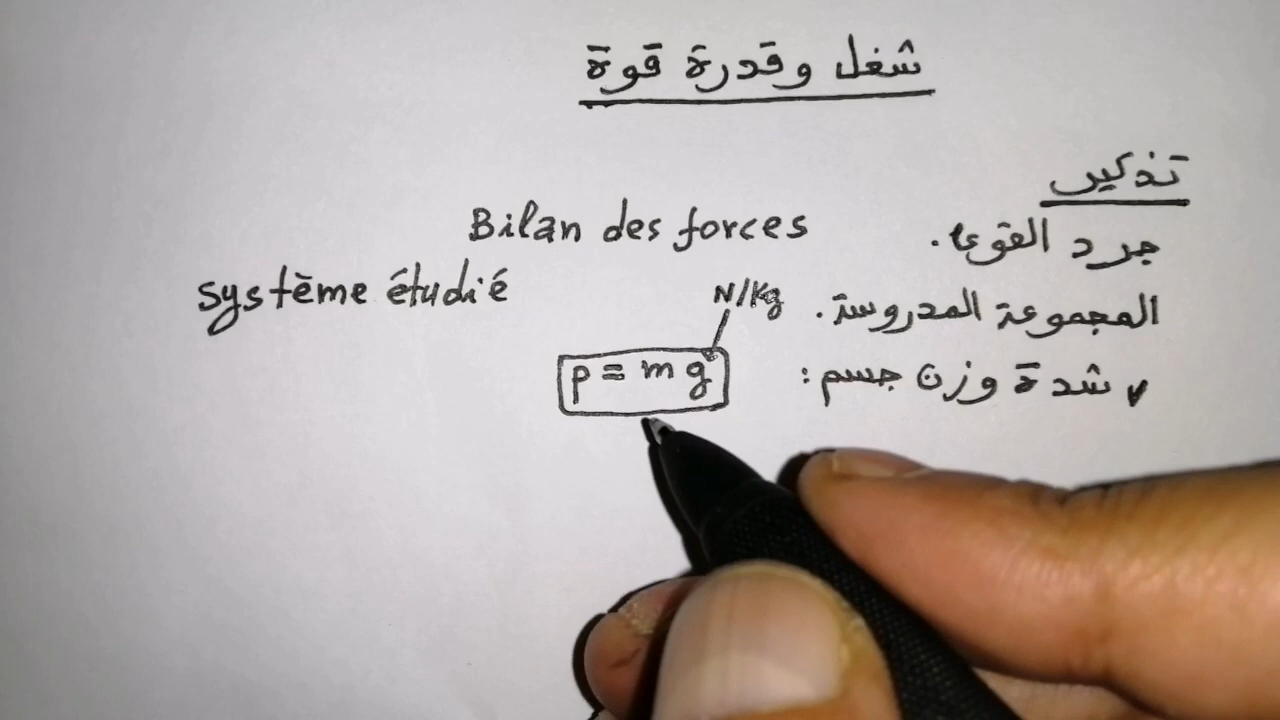 شغل وقدرة قوة
تذكير
جرد القوى. Bilan des forces
المجموعة المدروسة. système étudié
N/Kg
✓ شدة وزن جسم : p = m g